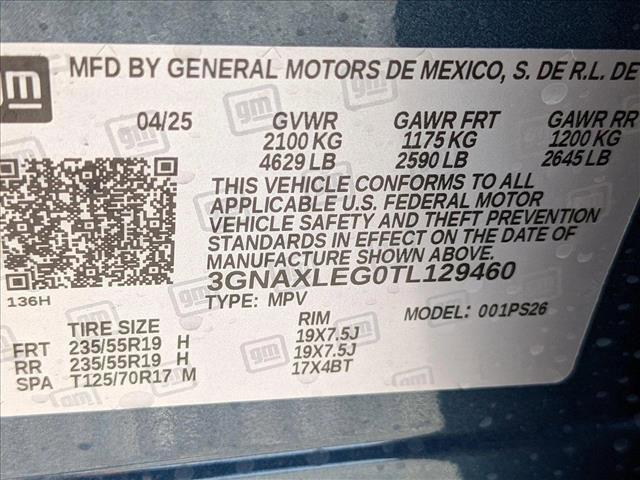 gm
MFD BY GENERAL MOTORS DE MEXICO, S. DE R.L. DE
04/25 GVWR GAWR FRT GAWR RR
2100 KG 1175 KG 1200 KG
4629 LB 2590 LB 2645 LB
THIS VEHICLE CONFORMS TO ALL
APPLICABLE U.S. FEDERAL MOTOR
VEHICLE SAFETY AND THEFT PREVENTION
STANDARDS IN EFFECT ON THE DATE OF
MANUFACTURE SHOWN ABOVE.
3GNAXLEG0TL129460
136H TYPE: MPV MODEL: 001PS26
TIRE SIZE RIM
FRT 235/55R19 H 19X7.5J
RR 235/55R19 H 19X7.5J
SPA T125/70R17 M 17X4BT